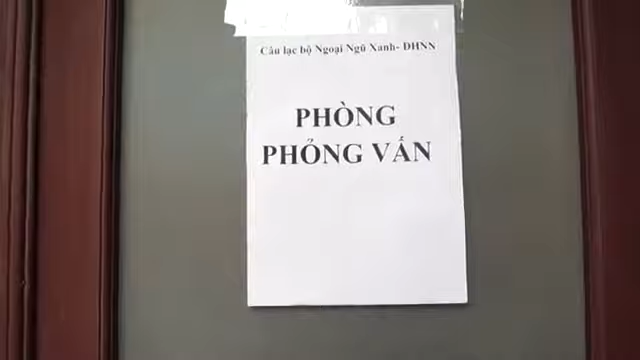 Câu lạc bộ Ngoại Ngữ Xanh- ĐHNN
PHÒNG
PHỎNG VẤN